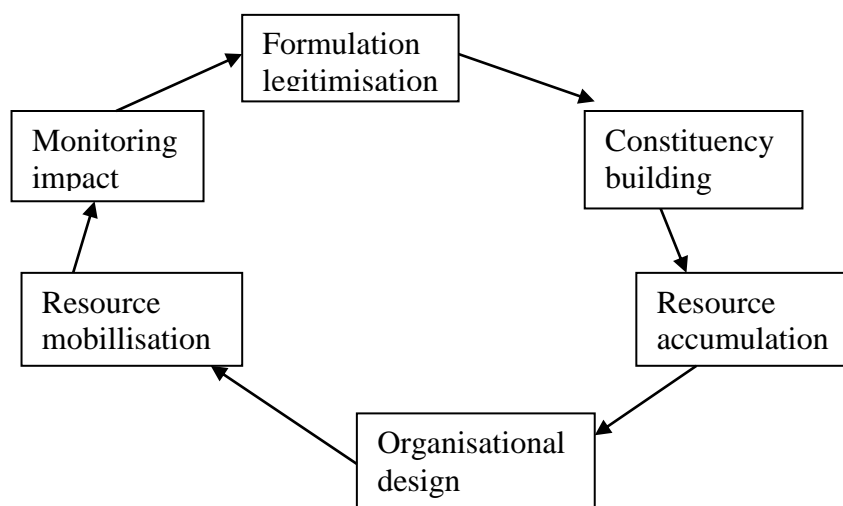 Formulation
legitimisation
Constituency
building
Resource
accumulation
Organisational
design
Resource
mobillisation
Monitoring
impact